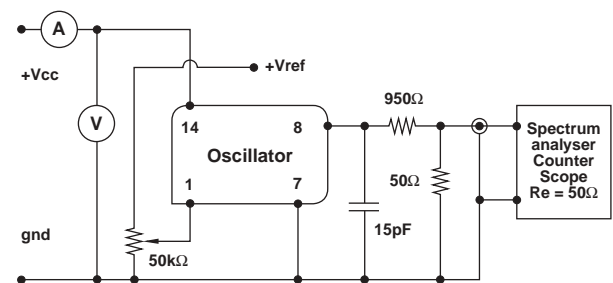 A
+Vcc
+Vref
V
14
8
Oscillator
1
7
950Ω
50Ω
15pF
50kΩ
gnd
Spectrum
analyser
Counter
Scope
Re = 50Ω